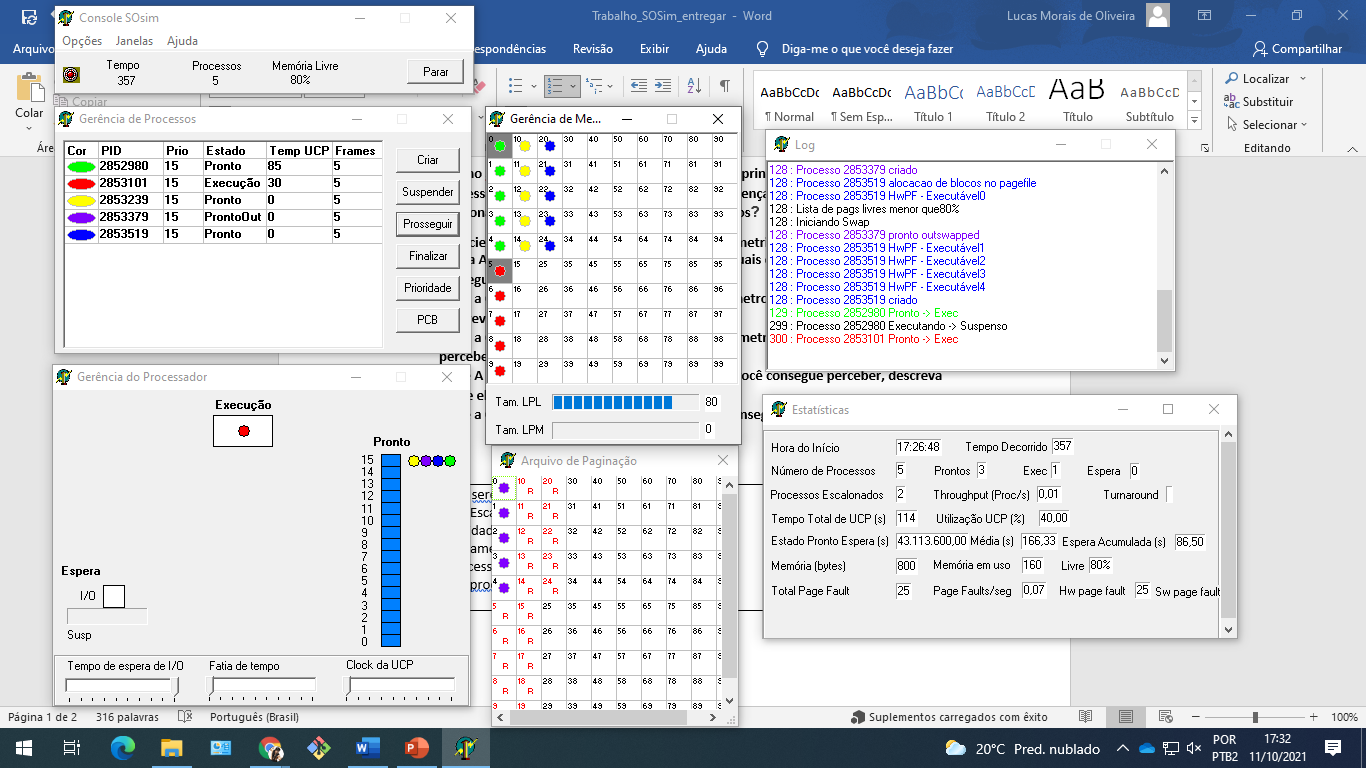 Trabalho_SOSim_entregar - Word
Lucas Morais de Oliveira
Arquivo
spondências
Revisão
Exibir
Ajuda
Diga-me o que você deseja fazer
Compartilhar
Colar
Copiar
AaBbCcDc
¶ Normal
AaBbCcDc
¶ Sem Esp...
AaBbCc
Título 1
AaBbCcD
Título 2
AaB
Título
AaBbCcD
Subtítulo
Localizar
Substituir
Selecionar
Editando
Console SOsim
Opções Janelas Ajuda
Tempo
357
Processos
5
Memória Livre
80%
Parar
Gerência de Processos
Cor PID Prio Estado Temp UCP Frames
2852980 15 Pronto 85 5
2853101 15 Execução 30 5
2853239 15 Pronto 0 5
2853379 15 ProntoOut 0 5
2853519 15 Pronto 0 5
Criar
Suspender
Prosseguir
Finalizar
Prioridade
PCB
Gerência de Me...
0 10 20 30 40 50 60 70 80 90
1 11 21 31 41 51 61 71 81 91
2 12 22 32 42 52 62 72 82 92
3 13 23 33 43 53 63 73 83 93
4 14 24 34 44 54 64 74 84 94
5 15 25 35 45 55 65 75 85 95
6 16 26 36 46 56 66 76 86 96
7 17 27 37 47 57 67 77 87 97
8 18 28 38 48 58 68 78 88 98
9 19 29 39 49 59 69 79 89 99
Tam. LPL 80
Tam. LPM 0
Log
128 : Processo 2853379 criado
128 : Processo 2853519 alocacao de blocos no pagefile
128 : Processo 2853519 HwPF - Executável0
128 : Lista de pags livres menor que80%
128 : Iniciando Swap
128 : Processo 2853379 pronto outswapped
128 : Processo 2853519 HwPF - Executável1
128 : Processo 2853519 HwPF - Executável2
128 : Processo 2853519 HwPF - Executável3
128 : Processo 2853519 HwPF - Executável4
128 : Processo 2853519 criado
129 : Processo 2852980 Pronto -> Exec
299 : Processo 2852980 Executando -> Suspenso
300 : Processo 2853101 Pronto -> Exec
Gerência do Processador
Execução
Pronto
15
14
13
12
11
10
9
8
7
6
5
4
3
2
1
0
Espera
I/O
Susp
Tempo de espera de I/O
Fatia de tempo
Clock da UCP
Arquivo de Paginação
0 10 R 20 R 30 40 50 60 70 80
1 11 R 21 R 31 41 51 61 71 81
2 12 R 22 R 32 42 52 62 72 82
3 13 R 23 R 33 43 53 63 73 83
4 14 R 24 R 34 44 54 64 74 84
5 R 15 R 25 35 45 55 65 75 85
6 R 16 R 26 36 46 56 66 76 86
7 R 17 R 27 37 47 57 67 77 87
8 R 18 R 28 38 48 58 68 78 88
9 19 29 39 49 59 69 79 89
ocê consegue perceber, descreva
Estatísticas
Hora do Início 17:26:48 Tempo Decorrido 357
Número de Processos 5 Prontos 3 Exec 1 Espera 0
Processos Escalonados 2 Throughput (Proc/s) 0,01 Turnaround
Tempo Total de UCP (s) 114 Utilização UCP (%) 40,00
Estado Pronto Espera (s) 43.113.600,00 Média (s) 166,33 Espera Acumulada (s) 86,50
Memória (bytes) 800 Memória em uso 160 Livre 80%
Total Page Fault 25 Page Faults/seg 0,07 Hw page fault 25 Sw page fault
Página 1 de 2
316 palavras
Português (Brasil)
Suplementos carregados com êxito
100%
20°C Pred. nublado
POR
PTB2
17:32
11/10/2021